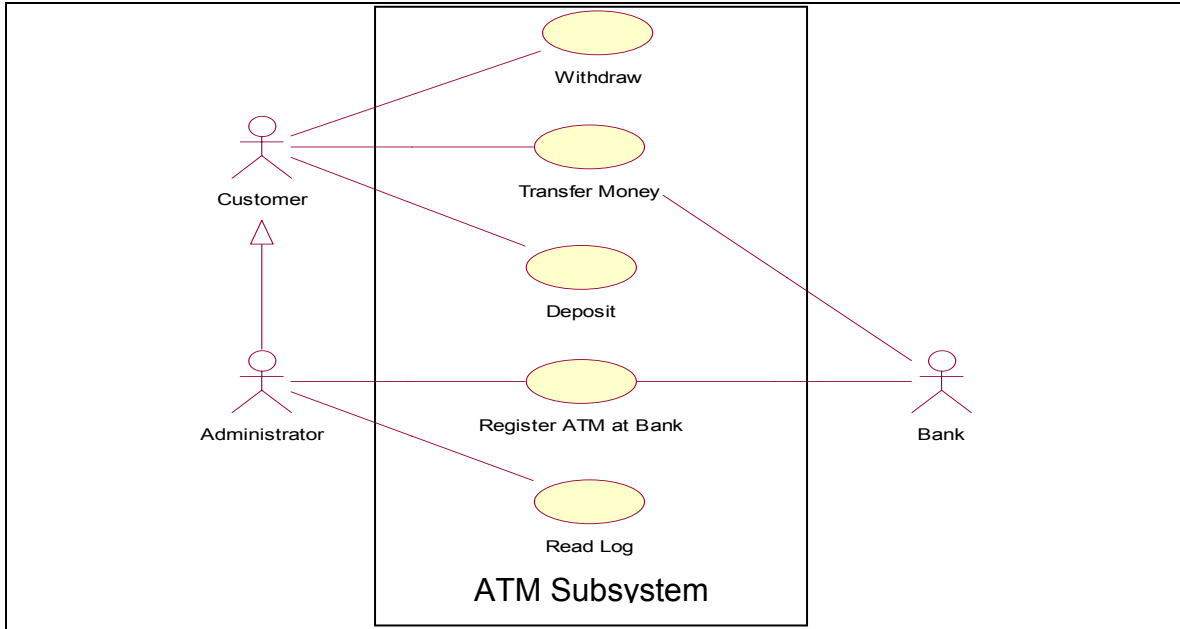 Withdraw
Transfer Money
Customer
Deposit
Register ATM at Bank
Administrator
Bank
Read Log
ATM Subsystem